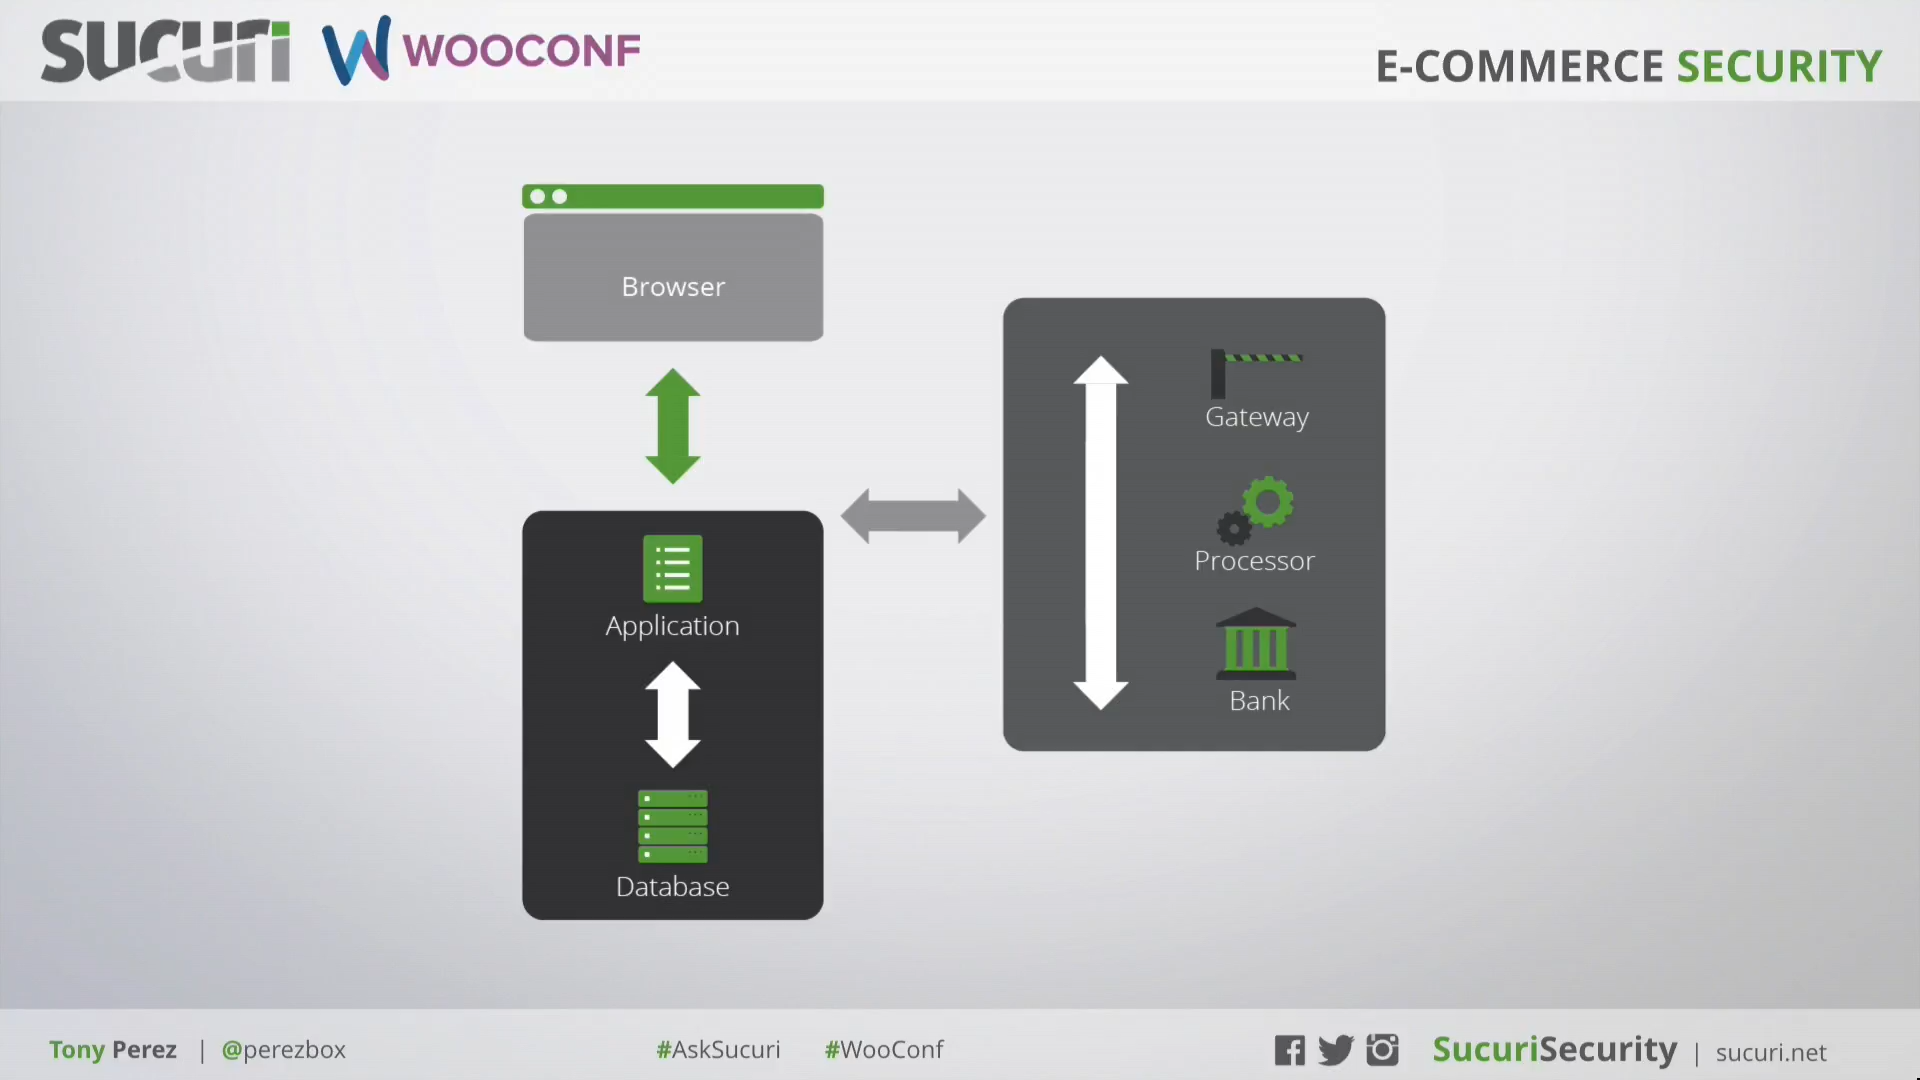 SUCURI WOOCONF
E-COMMERCE SECURITY
Browser
Application
Database
Gateway
Processor
Bank
Tony Perez | @perezbox
#AskSucuri #WooConf
SucuriSecurity | sucuri.net